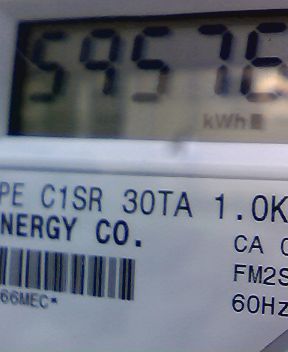 59576
kWh
PE C1SR 30TA 1.0K
NERGY CO.
CA
FM2S
66MEC*
60Hz